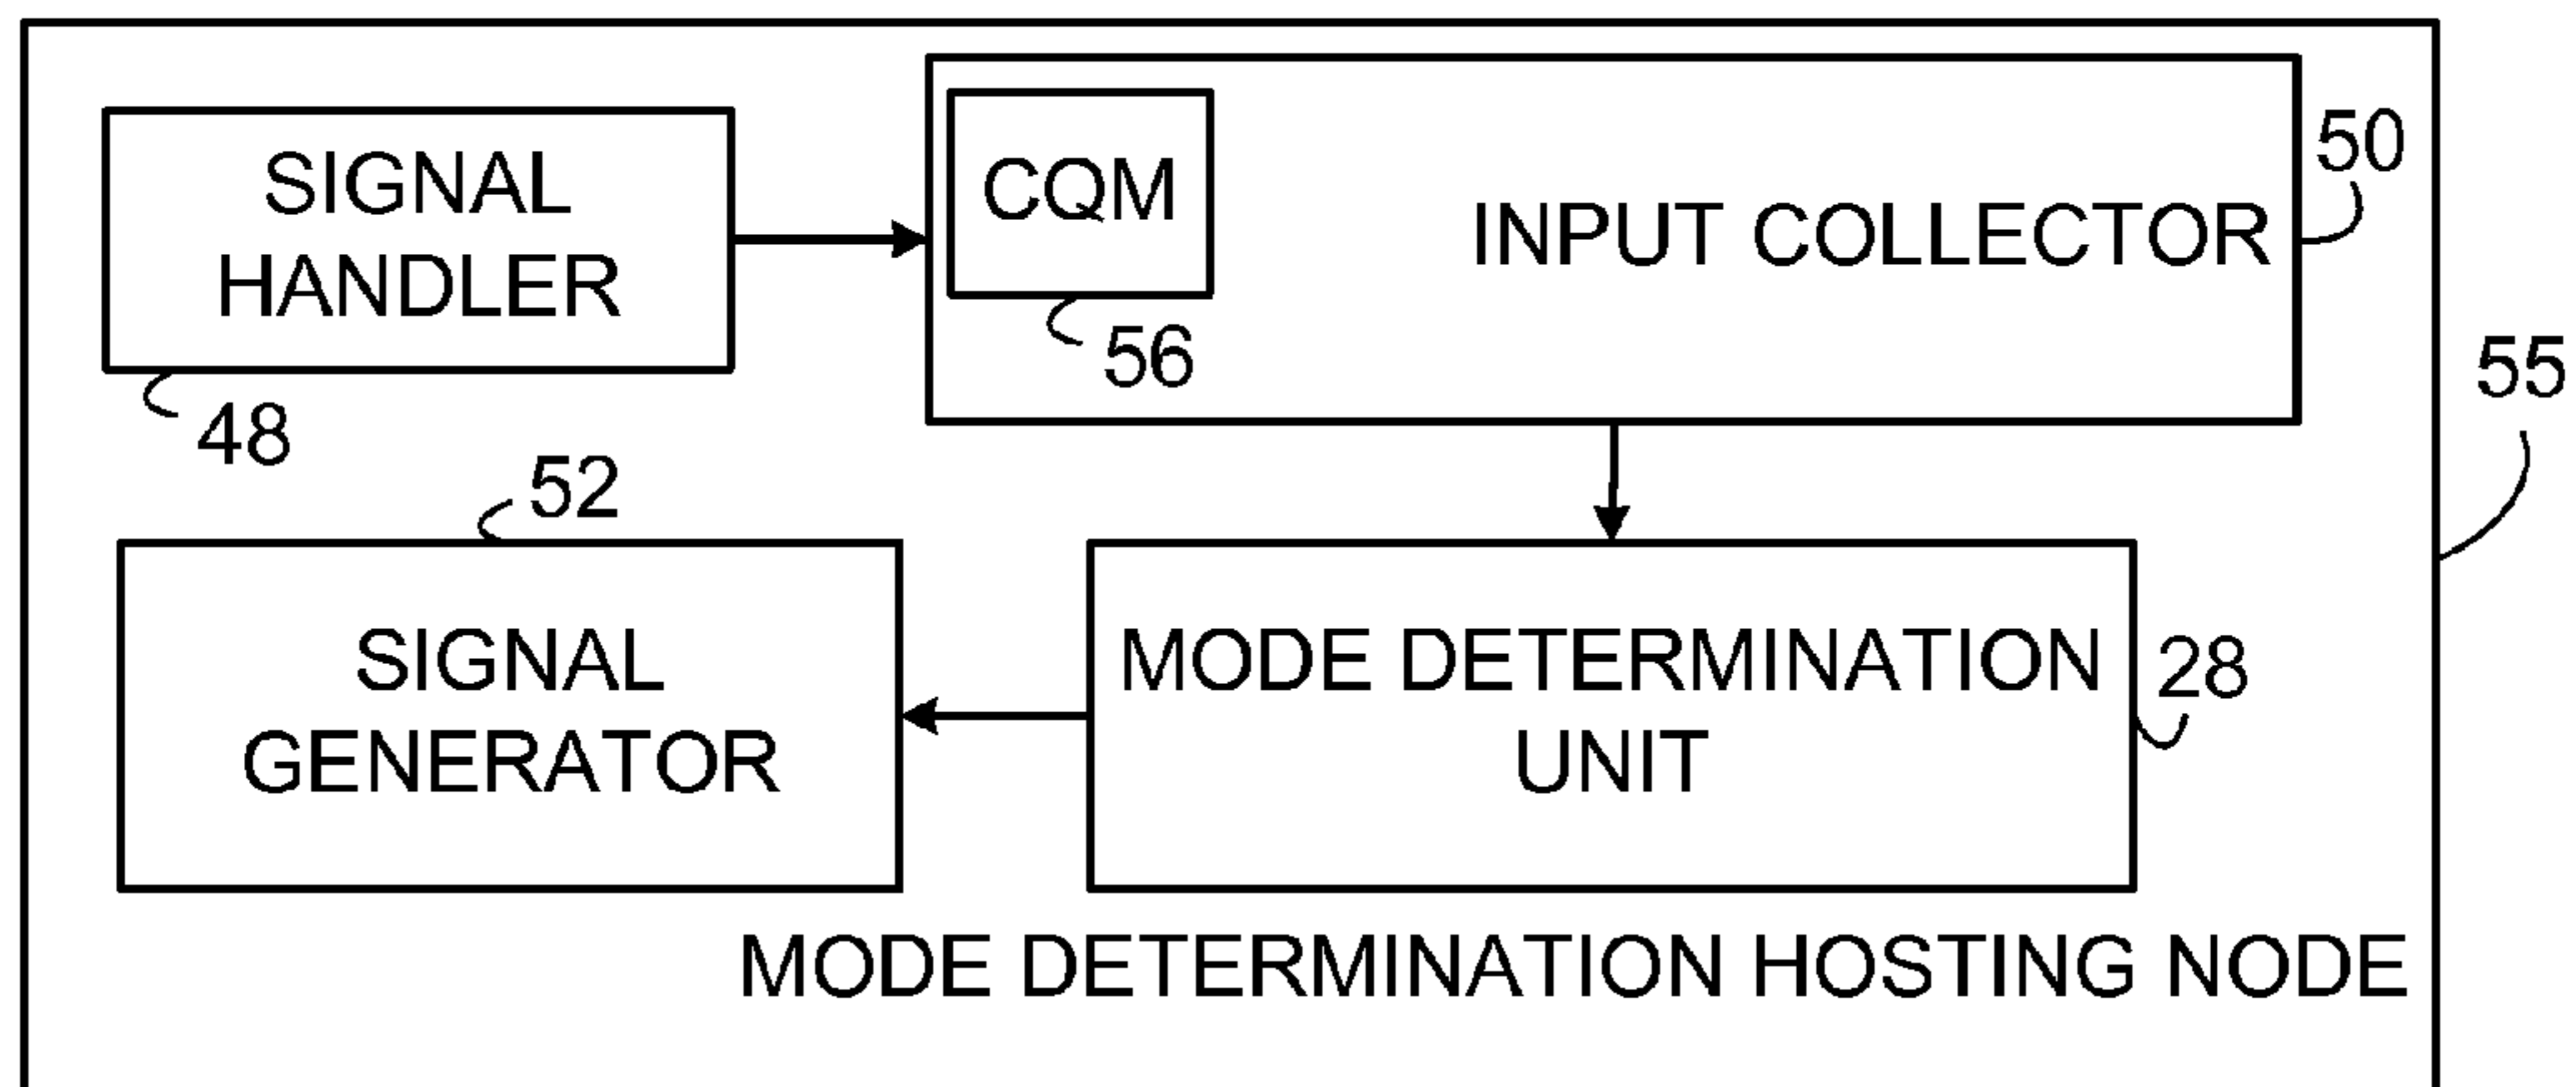 SIGNAL
HANDLER
48
CQM
56
INPUT COLLECTOR
50
55
52
SIGNAL
GENERATOR
MODE DETERMINATION
UNIT
28
MODE DETERMINATION HOSTING NODE